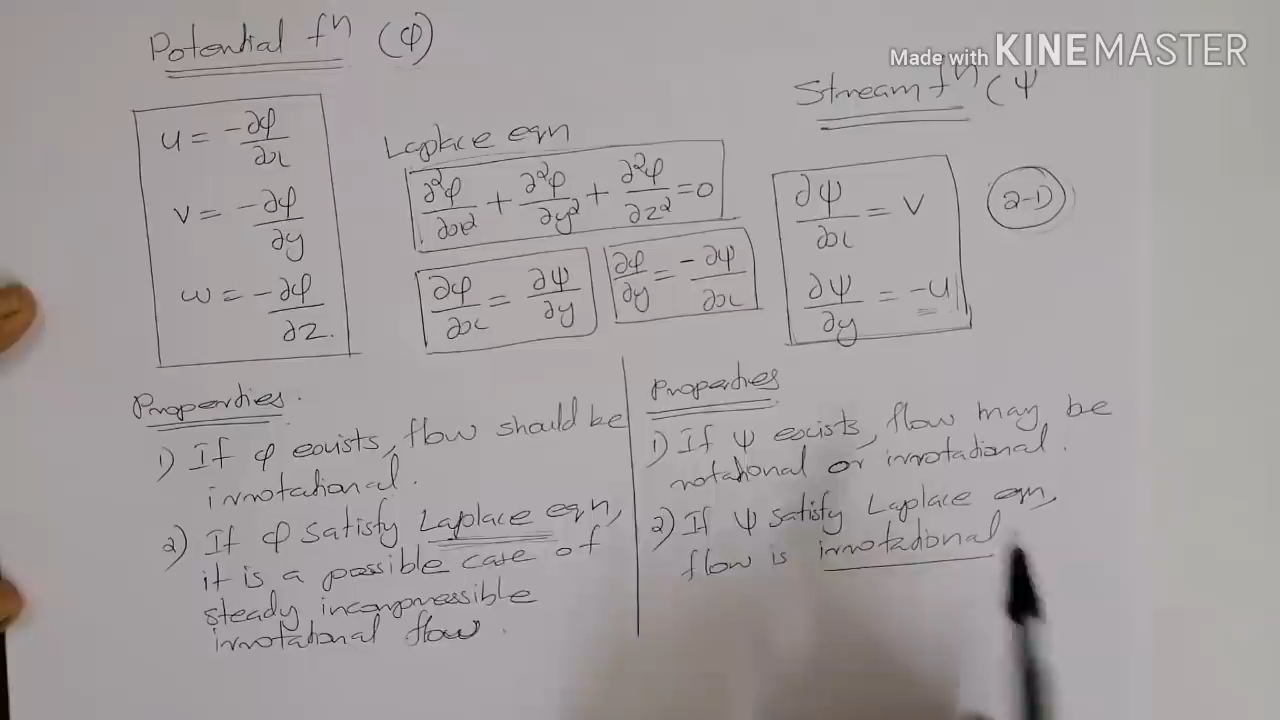 Potential fⁿ (φ)
Made with KINEMASTER
Stream fⁿ (ψ
u = -∂φ/∂x
v = -∂φ/∂y
w = -∂φ/∂z.
Laplace eqn
∂²φ/∂x² + ∂²φ/∂y² + ∂²φ/∂z² = 0
∂φ/∂x = ∂ψ/∂y
∂φ/∂y = -∂ψ/∂x
∂ψ/∂x = v
∂ψ/∂y = -u
2-D
Properties.
1) If φ exists, flow should be
irrotational.
2) If φ satisfy Laplace eqn,
it is a possible case of
steady incompressible
irrotational flow.
Properties
1) If ψ exists, flow may be
rotational or irrotational.
2) If ψ satisfy Laplace eqn,
flow is irrotational